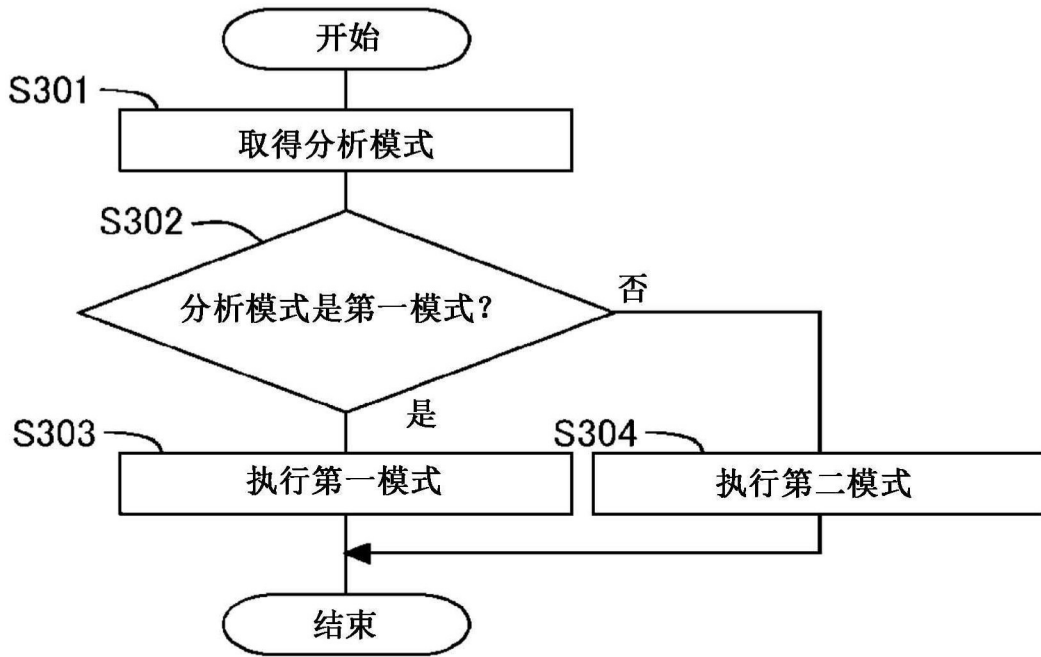 开始
S301
取得分析模式
S302
分析模式是第一模式?
否
是
S303
执行第一模式
S304
执行第二模式
结束